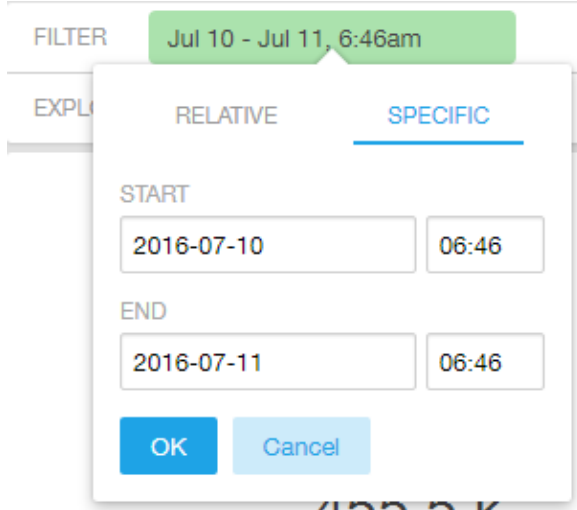 FILTER Jul 10 - Jul 11, 6:46am
EXPL
RELATIVE SPECIFIC
START
2016-07-10 06:46
END
2016-07-11 06:46
OK Cancel